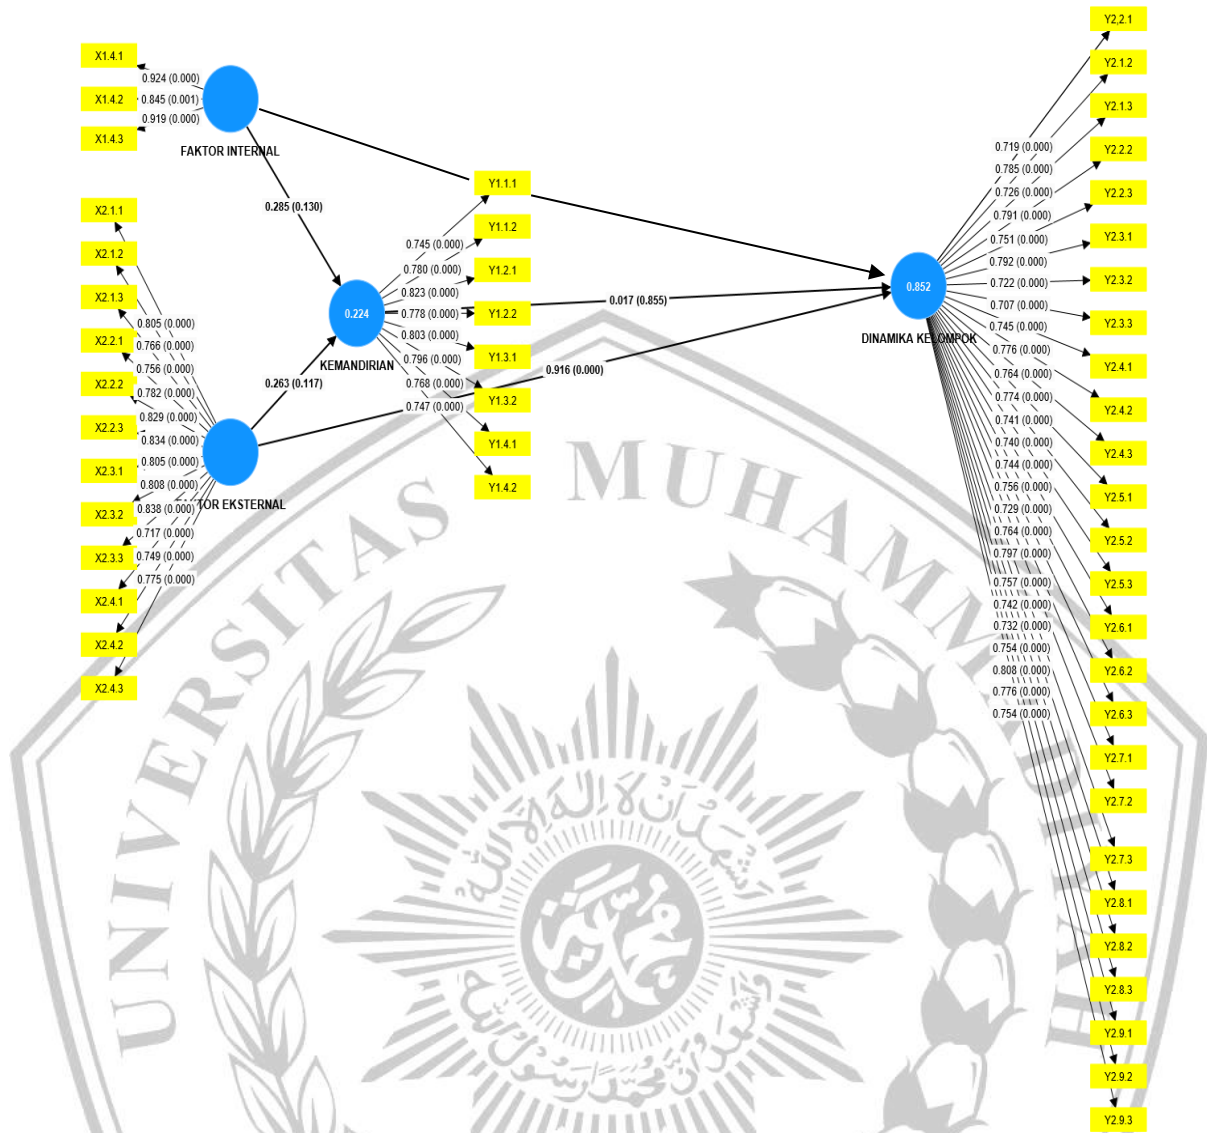 X1.4.1
X1.4.2
X1.4.3
0.924 (0.000)
0.845 (0.001)
0.919 (0.000)
FAKTOR INTERNAL
0.285 (0.130)
X2.1.1
X2.1.2
X2.1.3
X2.2.1
X2.2.2
X2.2.3
X2.3.1
X2.3.2
X2.3.3
X2.4.1
X2.4.2
X2.4.3
0.805 (0.000)
0.766 (0.000)
0.756 (0.000)
0.782 (0.000)
0.829 (0.000)
0.834 (0.000)
0.805 (0.000)
0.808 (0.000)
0.838 (0.000)
0.717 (0.000)
0.749 (0.000)
0.775 (0.000)
TOR EKSTERNAL
0.263 (0.117)
0.224
KEMANDIRIAN
0.745 (0.000)
0.780 (0.000)
0.823 (0.000)
0.778 (0.000)
0.803 (0.000)
0.796 (0.000)
0.768 (0.000)
0.747 (0.000)
Y1.1.1
Y1.1.2
Y1.2.1
Y1.2.2
Y1.3.1
Y1.3.2
Y1.4.1
Y1.4.2
0.017 (0.855)
0.916 (0.000)
0.852
DINAMIKA KELOMPOK
0.719 (0.000)
0.785 (0.000)
0.726 (0.000)
0.791 (0.000)
0.751 (0.000)
0.792 (0.000)
0.722 (0.000)
0.707 (0.000)
0.745 (0.000)
0.776 (0.000)
0.764 (0.000)
0.774 (0.000)
0.741 (0.000)
0.740 (0.000)
0.744 (0.000)
0.756 (0.000)
0.729 (0.000)
0.764 (0.000)
0.797 (0.000)
0.757 (0.000)
0.742 (0.000)
0.732 (0.000)
0.754 (0.000)
0.808 (0.000)
0.776 (0.000)
0.754 (0.000)
Y2,2.1
Y2.1.2
Y2.1.3
Y2.2.2
Y2.2.3
Y2.3.1
Y2.3.2
Y2.3.3
Y2.4.1
Y2.4.2
Y2.4.3
Y2.5.1
Y2.5.2
Y2.5.3
Y2.6.1
Y2.6.2
Y2.6.3
Y2.7.1
Y2.7.2
Y2.7.3
Y2.8.1
Y2.8.2
Y2.8.3
Y2.9.1
Y2.9.2
Y2.9.3
UNIVERSITAS MUHAMMADIYAH